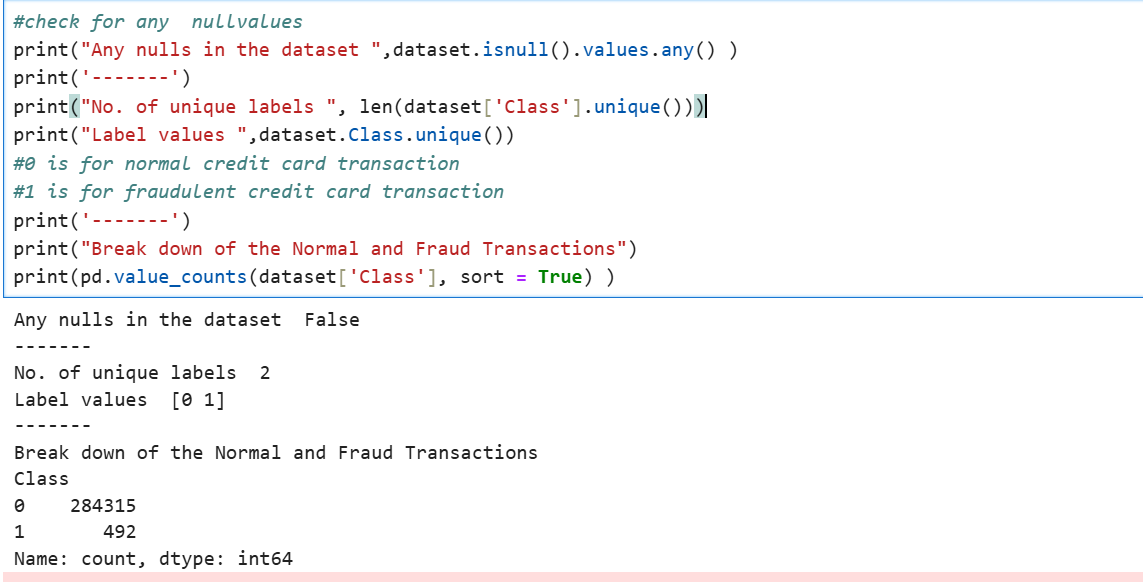 #check for any  nullvalues
print("Any nulls in the dataset ",dataset.isnull().values.any() )
print('-------')
print("No. of unique labels ", len(dataset['Class'].unique()))
print("Label values ",dataset.Class.unique())
#0 is for normal credit card transaction
#1 is for fraudulent credit card transaction
print('-------')
print("Break down of the Normal and Fraud Transactions")
print(pd.value_counts(dataset['Class'], sort = True) )
Any nulls in the dataset  False
-------
No. of unique labels  2
Label values  [0 1]
-------
Break down of the Normal and Fraud Transactions
Class
0    284315
1       492
Name: count, dtype: int64